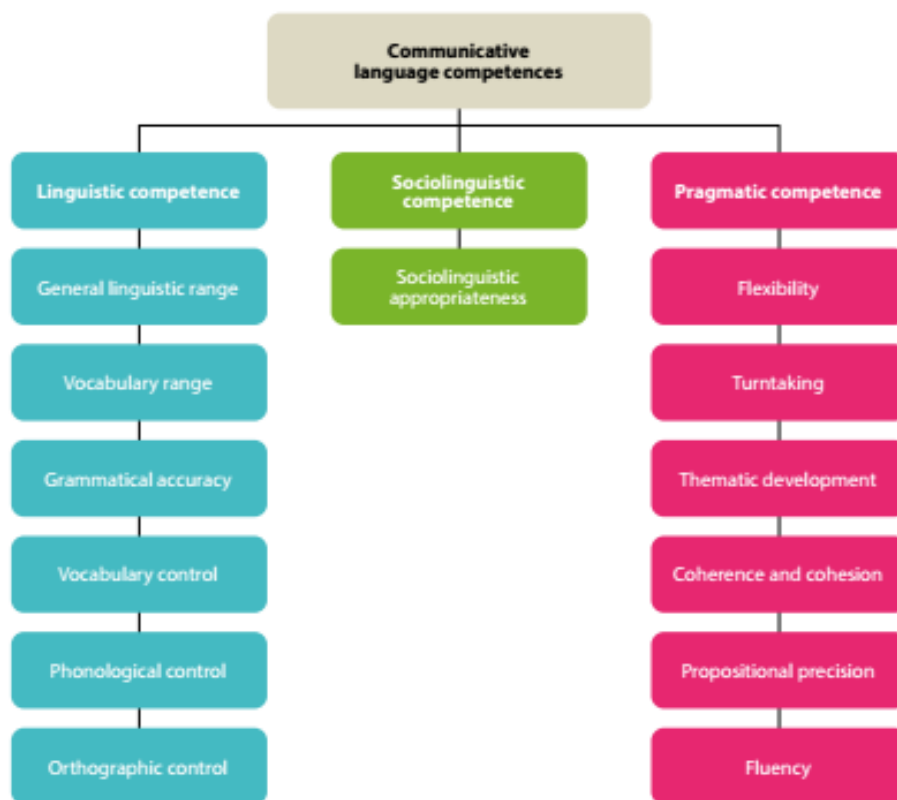 Communicative
language competences
Linguistic competence
Sociolinguistic
competence
Pragmatic competence
General linguistic range
Sociolinguistic
appropriateness
Flexibility
Vocabulary range
Turntaking
Grammatical accuracy
Thematic development
Vocabulary control
Coherence and cohesion
Phonological control
Propositional precision
Orthographic control
Fluency